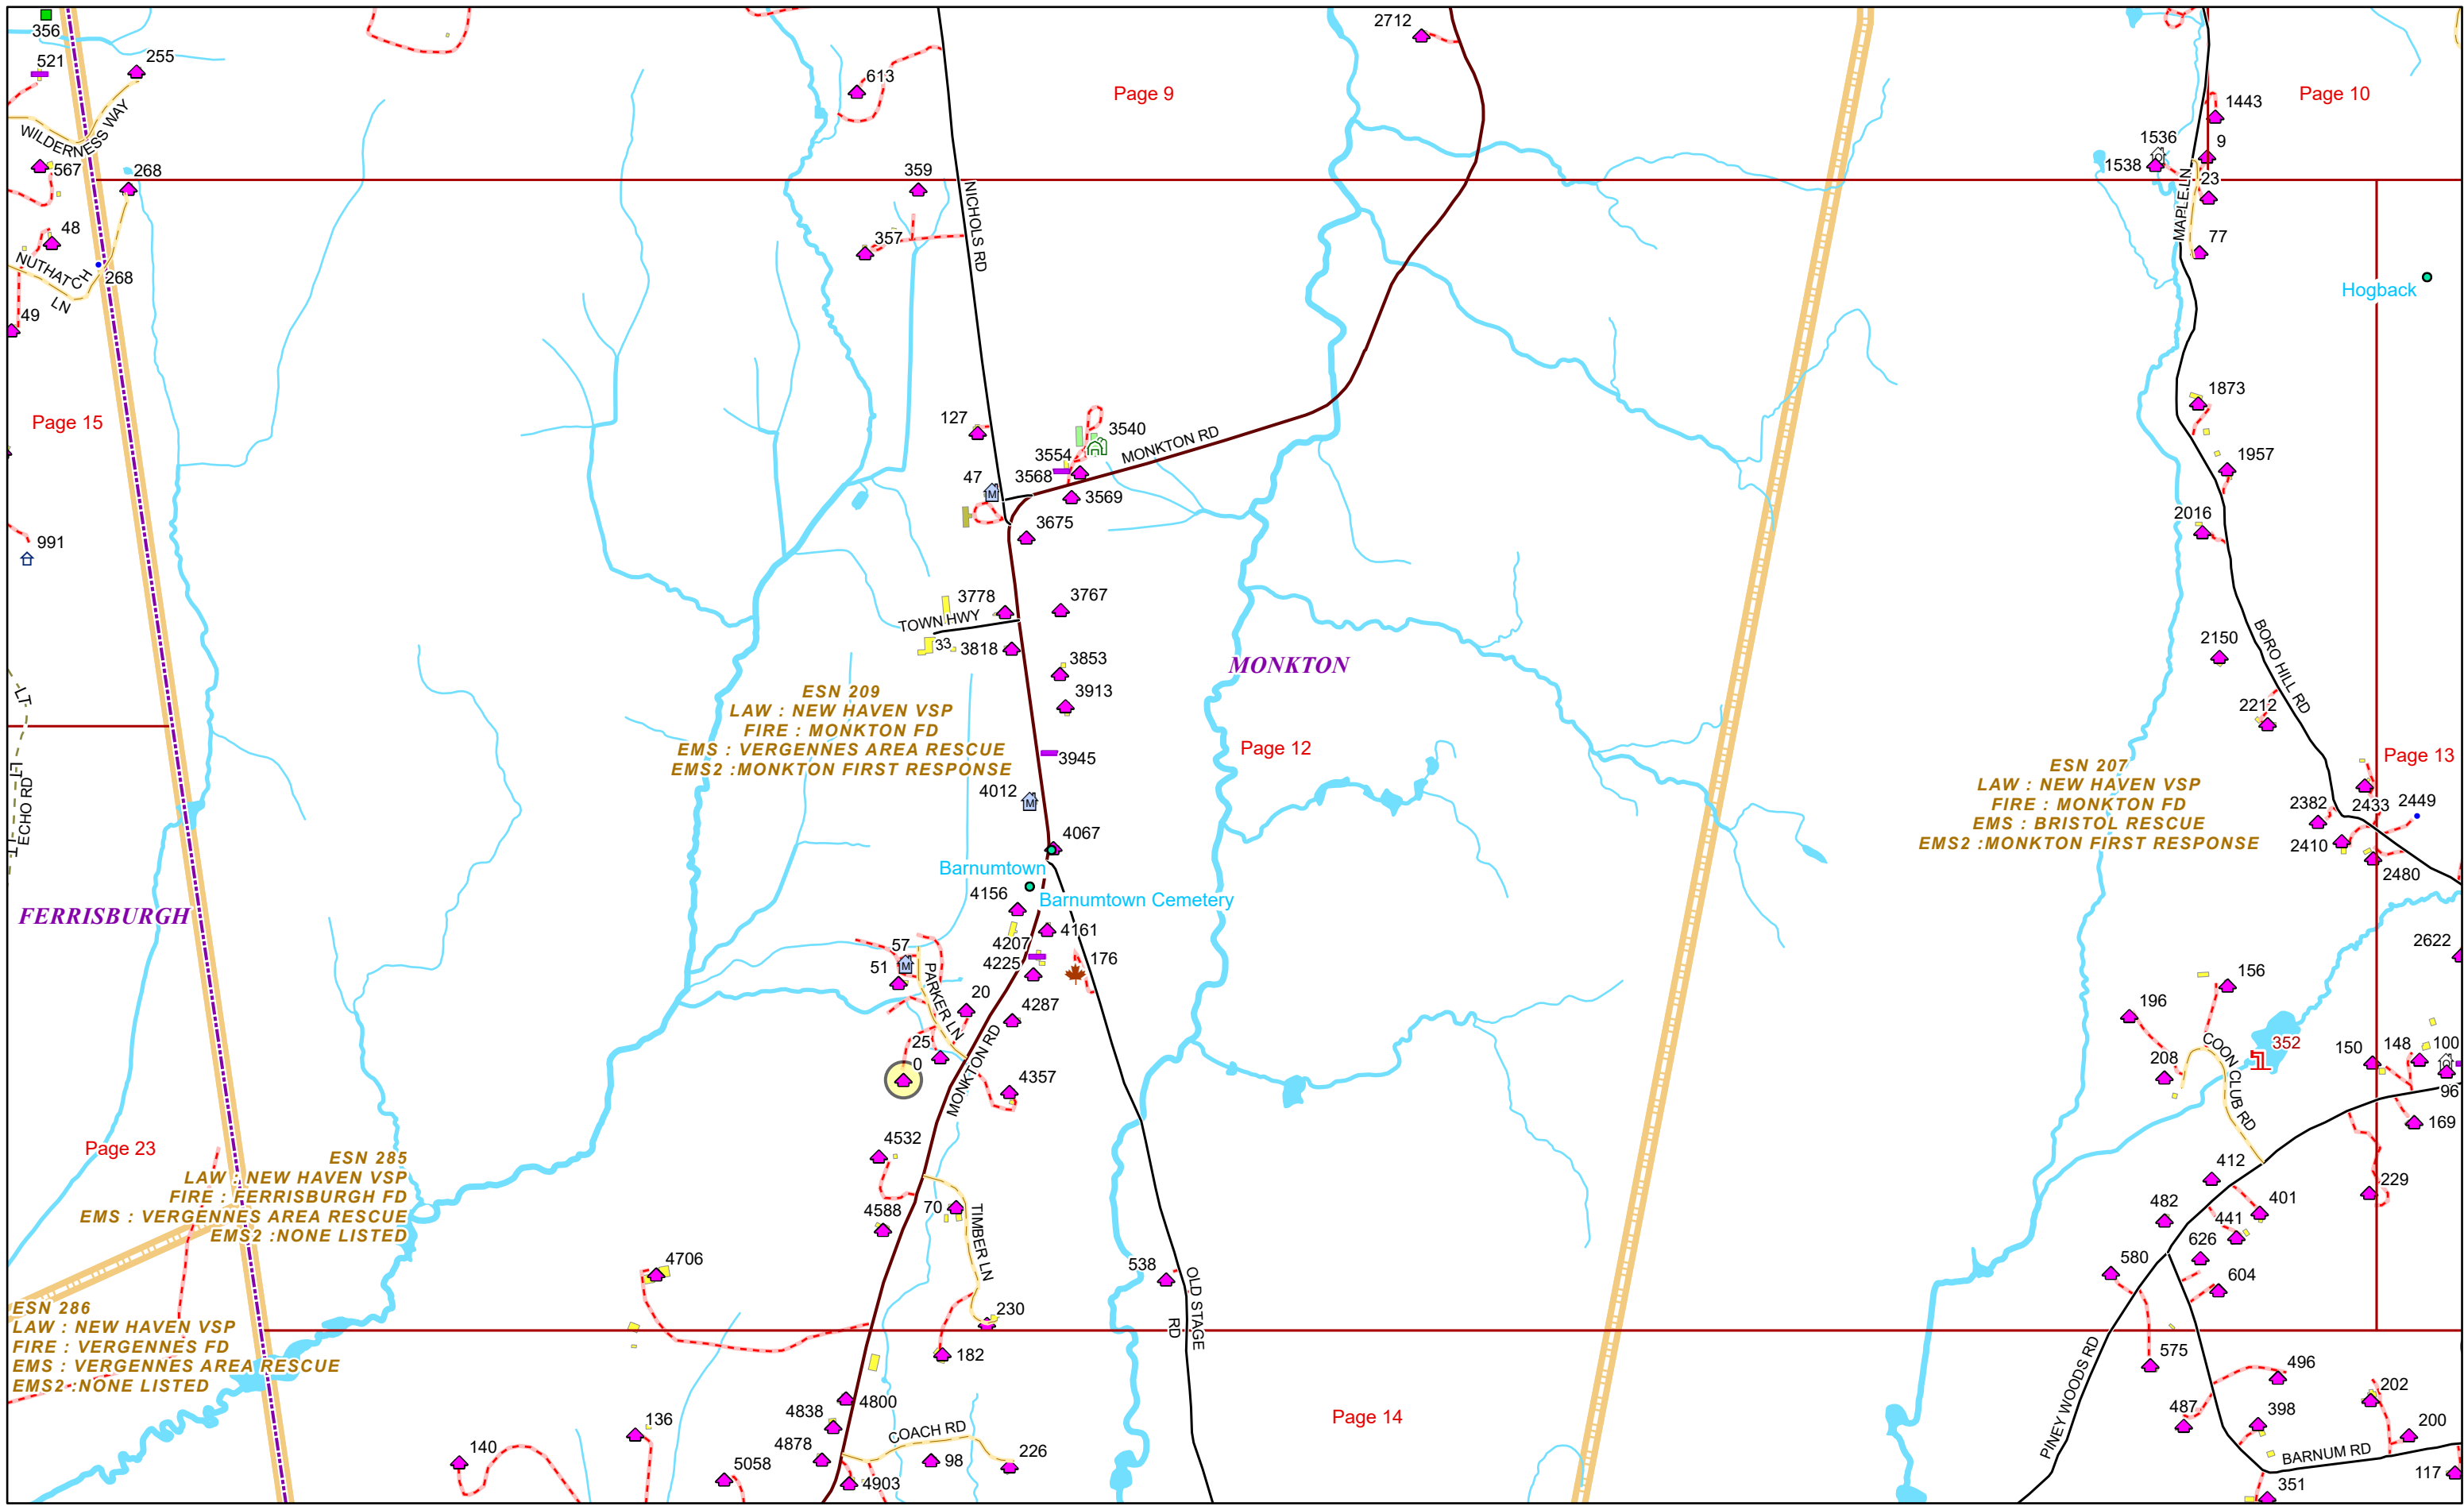 356
521
255
WILDERNESS WAY
567
268
48
NUTHATCH
LN
268
49
Page 15
991
613
359
357
NICHOLS RD
Page 9
2712
Page 10
1443
1536
9
1538
23
MAPLE LN
77
Hogback
127
3540
MONKTON RD
3554
47
3568
3569
3675
1873
1957
2016
3778
3767
TOWN HWY
33
3818
3853
3913
MONKTON
2150
BORO HILL RD
2212
ESN 209
LAW : NEW HAVEN VSP
FIRE : MONKTON FD
EMS : VERGENNES AREA RESCUE
EMS2 :MONKTON FIRST RESPONSE
Page 12
3945
4012
M
4067
Page 13
ESN 207
LAW : NEW HAVEN VSP
FIRE : MONKTON FD
EMS : BRISTOL RESCUE
EMS2 :MONKTON FIRST RESPONSE
2382
2433
2449
2410
2480
LT
ECHO RD
FERRISBURGH
Barnumtown
4156
Barnumtown Cemetery
4161
4207
4225
176
57
51
PARKER LN
20
4287
25
0
MONKTON RD
4357
2622
156
196
208
COON CLUB RD
352
150
148
100
96
169
Page 23
ESN 285
LAW : NEW HAVEN VSP
FIRE : FERRISBURGH FD
EMS : VERGENNES AREA RESCUE
EMS2 :NONE LISTED
4532
70
4588
TIMBER LN
4706
230
182
538
OLD STAGE
RD
412
229
482
401
441
626
580
604
ESN 286
LAW : NEW HAVEN VSP
FIRE : VERGENNES FD
EMS : VERGENNES AREA RESCUE
EMS2 :NONE LISTED
575
PINEY WOODS RD
496
202
487
398
200
BARNUM RD
117
351
Page 14
136
140
5058
4800
4838
4878
COACH RD
98
226
4903